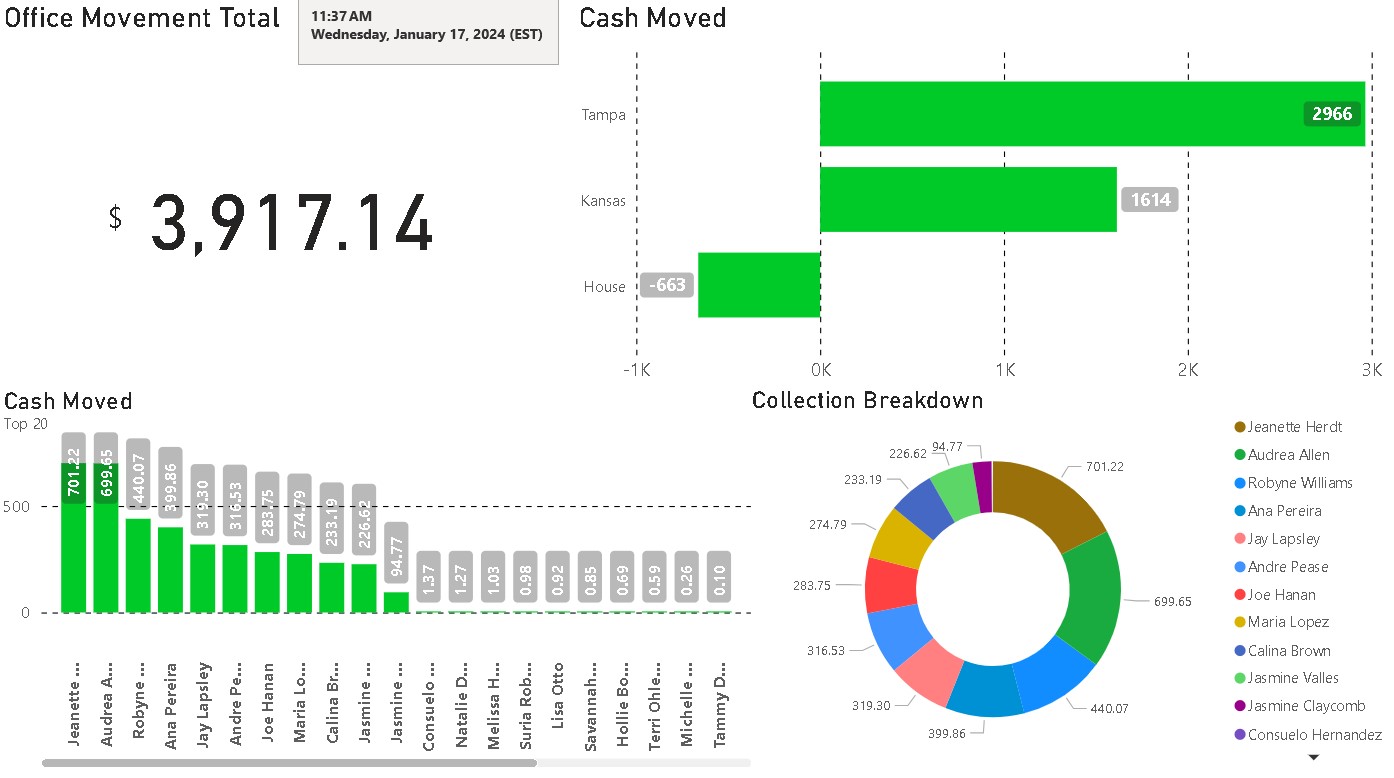 Office Movement Total
11:37 AM
Wednesday, January 17, 2024 (EST)
$ 3,917.14
Cash Moved
Tampa
2966
Kansas
1614
House
-663
-1K 0K 1K 2K 3K
Cash Moved
Top 20
500
0
701.22
699.65
440.07
399.86
319.30
316.53
283.75
274.79
233.19
226.62
94.77
1.37
1.27
1.03
0.98
0.92
0.85
0.69
0.59
0.26
0.10
Jeanette ...
Audrea A...
Robyne ...
Ana Pereira
Jay Lapsley
Andre Pe...
Joe Hanan
Maria Lo...
Calina Br...
Jasmine ...
Jasmine ...
Consuelo ...
Natalie D...
Melissa H...
Suria Rob...
Lisa Otto
Savannah...
Hollie Bo...
Terri Ohle...
Michelle ...
Tammy D...
Collection Breakdown
701.22
699.65
440.07
399.86
319.30
316.53
283.75
274.79
233.19
226.62
94.77
Jeanette Herdt
Audrea Allen
Robyne Williams
Ana Pereira
Jay Lapsley
Andre Pease
Joe Hanan
Maria Lopez
Calina Brown
Jasmine Valles
Jasmine Claycomb
Consuelo Hernandez